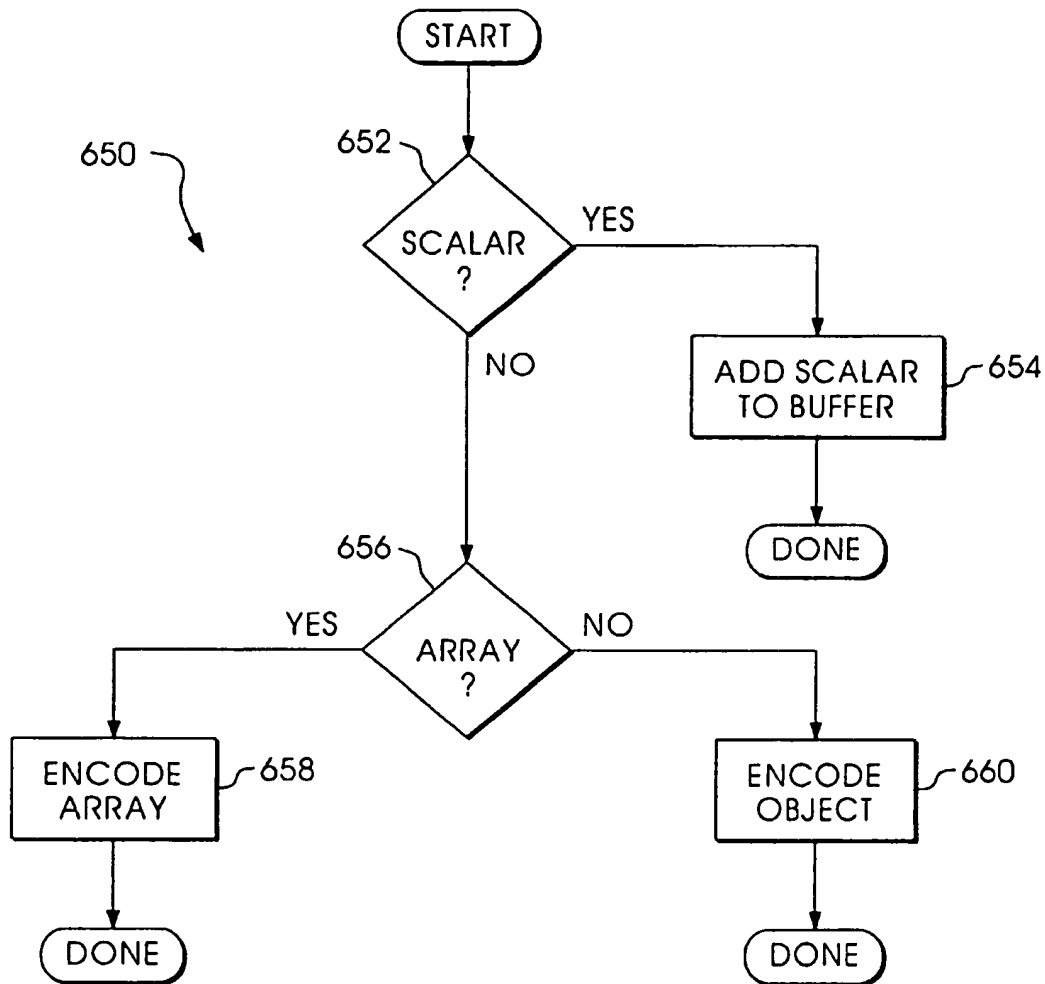 START
652
650
SCALAR
?
YES
NO
ADD SCALAR
TO BUFFER
654
DONE
656
YES
ARRAY
?
NO
ENCODE
ARRAY
658
ENCODE
OBJECT
660
DONE
DONE